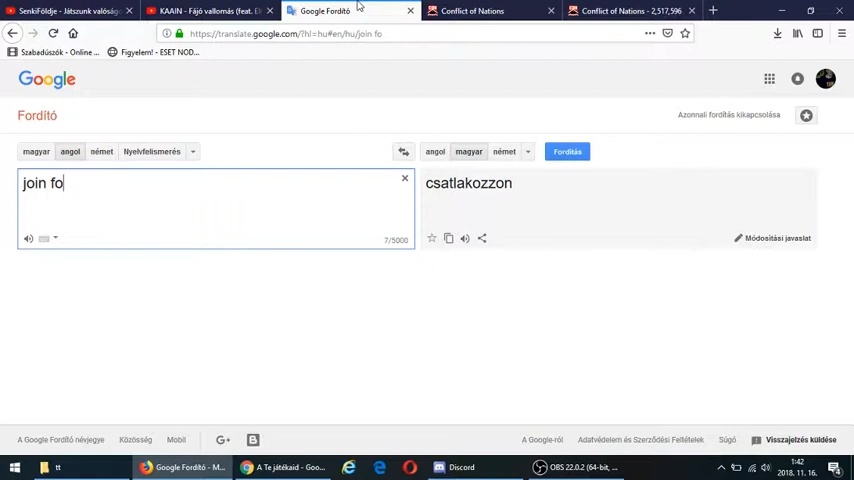 SenkiFöldje - Játszunk valóságo
KAAIN - Fájó vallomás (feat. El
Google Fordító
Conflict of Nations
Conflict of Nations - 2,517,596
https://translate.google.com/?hl=hu#en/hu/join fo
Szabadúszók - Online ...
Figyelem! - ESET NOD...
Google
Fordító
Azonnali fordítás kikapcsolása
magyar angol német Nyelvfelismerés
angol magyar német Fordítás
join fo
csatlakozzon
7/5000
Módosítási javaslat
A Google Fordító névjegye Közösség Mobil G+ B
A Google-ról Adatvédelem és Szerződési Feltételek Súgó Visszajelzés küldése
tt
Google Fordító - M...
A Te játékaid - Goo...
Discord
OBS 22.0.2 (64-bit, ...
1:42
2018. 11. 16.
4